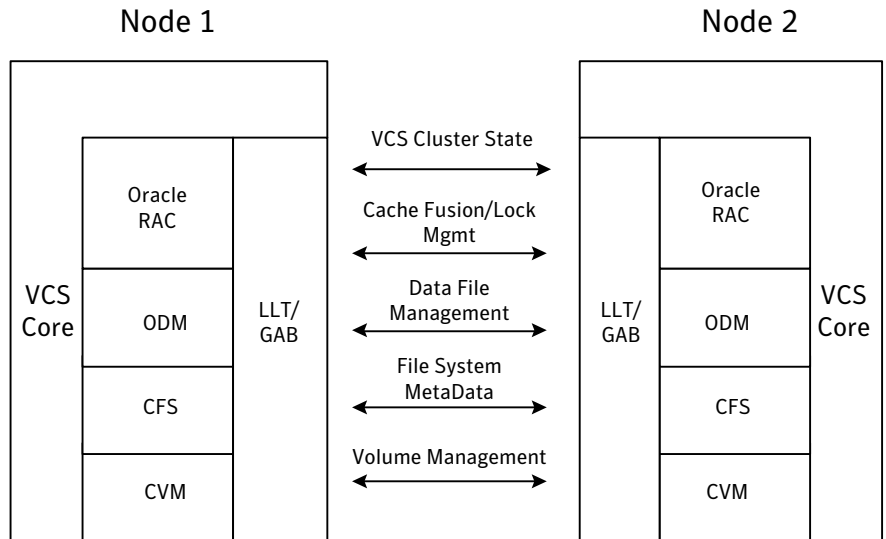 Node 1
Node 2
VCS Cluster State
Oracle
RAC
Cache Fusion/Lock
Mgmt
Oracle
RAC
VCS
Core
ODM
LLT/
GAB
Data File
Management
LLT/
GAB
ODM
VCS
Core
CFS
File System
MetaData
CFS
CVM
Volume Management
CVM